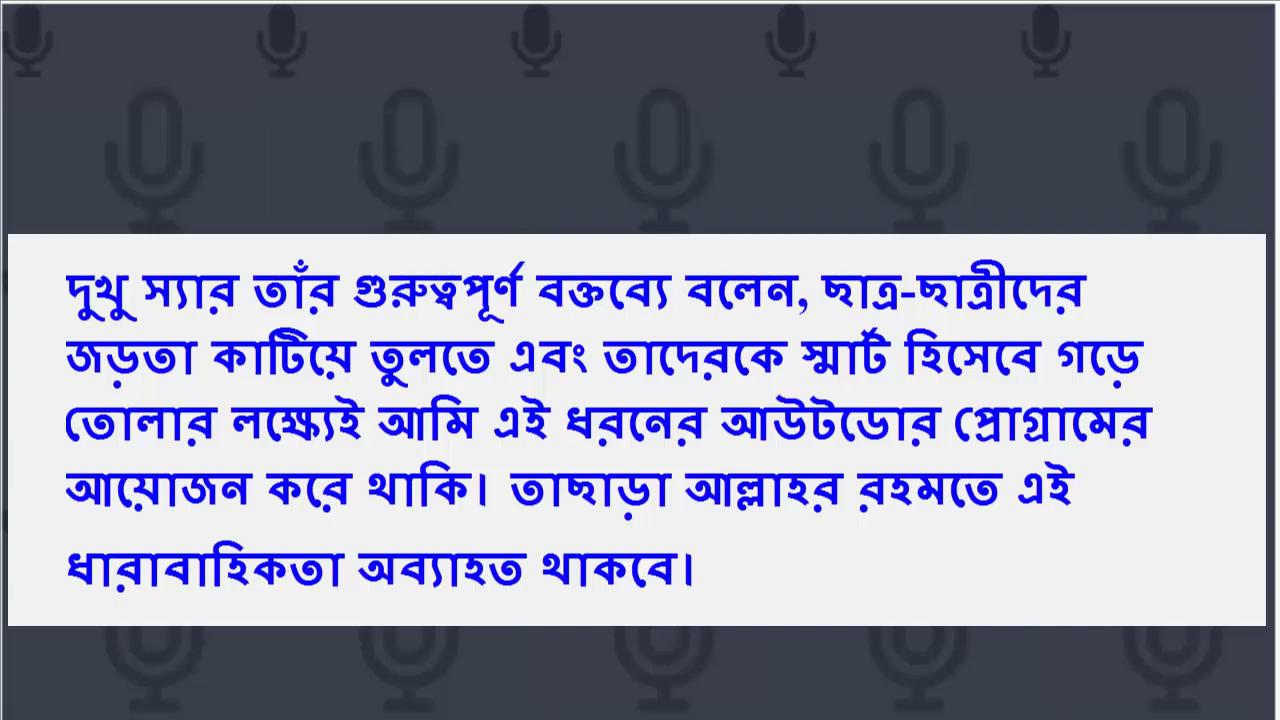 দুখু স্যার তাঁর গুরুত্বপূর্ণ বক্তব্যে বলেন, ছাত্র-ছাত্রীদের
জড়তা কাটিয়ে তুলতে এবং তাদেরকে স্মার্ট হিসেবে গড়ে
তোলার লক্ষ্যেই আমি এই ধরনের আউটডোর প্রোগ্রামের
আয়োজন করে থাকি। তাছাড়া আল্লাহর রহমতে এই
ধারাবাহিকতা অব্যাহত থাকবে।